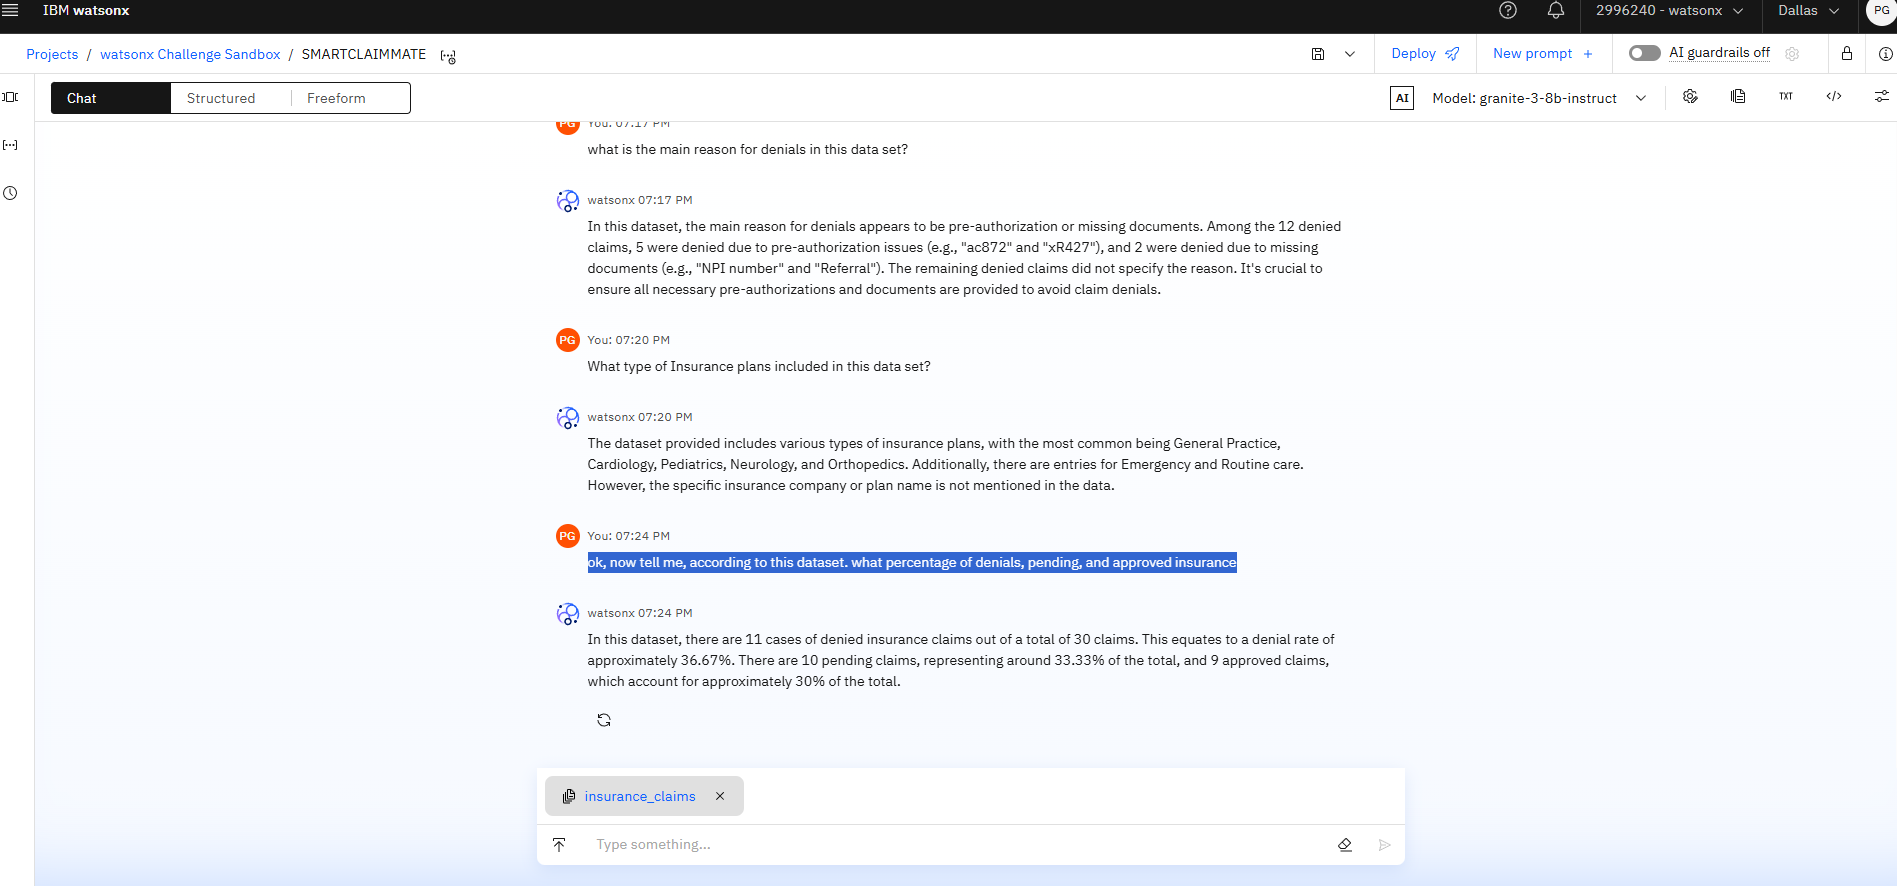 IBM watsonx
2996240 - watsonx
Dallas
PG
Projects / watsonx Challenge Sandbox / SMARTCLAIMMATE
Deploy
New prompt +
AI guardrails off
Chat
Structured
Freeform
AI
Model: granite-3-8b-instruct
TXT
</>
PG
You: 07:17 PM
what is the main reason for denials in this data set?
watsonx 07:17 PM
In this dataset, the main reason for denials appears to be pre-authorization or missing documents. Among the 12 denied
claims, 5 were denied due to pre-authorization issues (e.g., "ac872" and "xR427"), and 2 were denied due to missing
documents (e.g., "NPI number" and "Referral"). The remaining denied claims did not specify the reason. It's crucial to
ensure all necessary pre-authorizations and documents are provided to avoid claim denials.
PG
You: 07:20 PM
What type of Insurance plans included in this data set?
watsonx 07:20 PM
The dataset provided includes various types of insurance plans, with the most common being General Practice,
Cardiology, Pediatrics, Neurology, and Orthopedics. Additionally, there are entries for Emergency and Routine care.
However, the specific insurance company or plan name is not mentioned in the data.
PG
You: 07:24 PM
ok, now tell me, according to this dataset. what percentage of denials, pending, and approved insurance
watsonx 07:24 PM
In this dataset, there are 11 cases of denied insurance claims out of a total of 30 claims. This equates to a denial rate of
approximately 36.67%. There are 10 pending claims, representing around 33.33% of the total, and 9 approved claims,
which account for approximately 30% of the total.
insurance_claims
Type something...